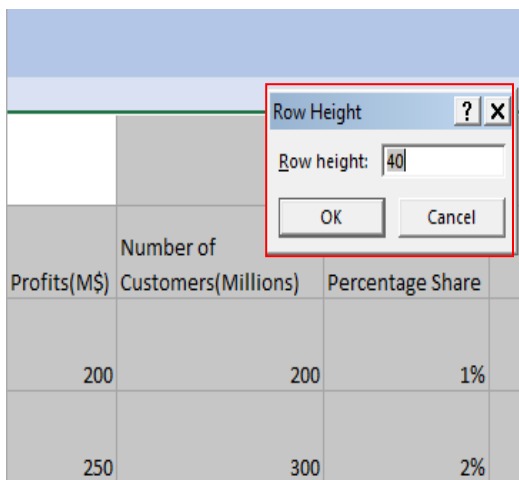 Row Height ? X
Row height: 40
OK Cancel
Number of
Profits(M$) Customers(Millions) Percentage Share
200 200 1%
250 300 2%